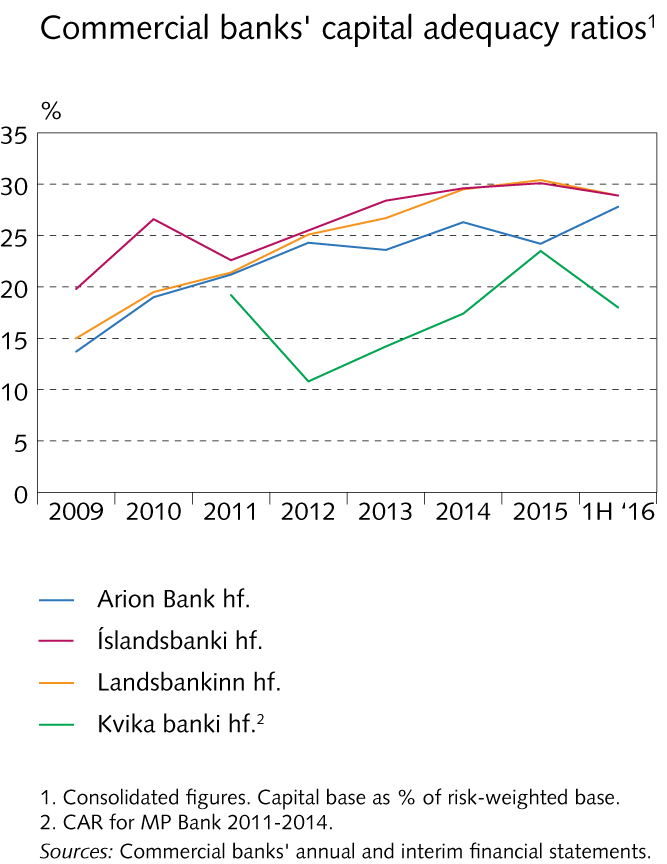 Commercial banks' capital adequacy ratios¹
%
35
30
25
20
15
10
5
0
2009 2010 2011 2012 2013 2014 2015 1H ‘16
Arion Bank hf.
Íslandsbanki hf.
Landsbankinn hf.
Kvika banki hf.²
1. Consolidated figures. Capital base as % of risk-weighted base.
2. CAR for MP Bank 2011-2014.
Sources: Commercial banks' annual and interim financial statements.